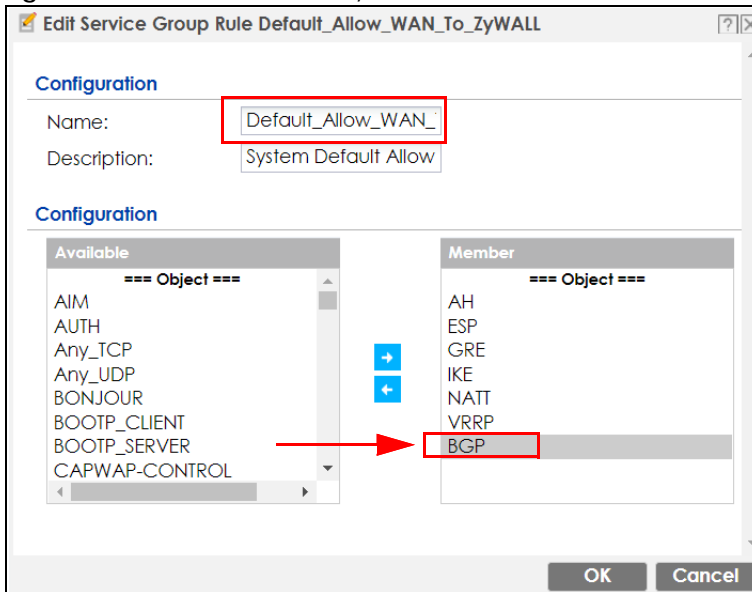 Edit Service Group Rule Default_Allow_WAN_To_ZyWALL
Configuration
Name: Default_Allow_WAN_
Description: System Default Allow
Configuration
Available
=== Object ===
AIM
AUTH
Any_TCP
Any_UDP
BONJOUR
BOOTP_CLIENT
BOOTP_SERVER
CAPWAP-CONTROL
Member
=== Object ===
AH
ESP
GRE
IKE
NATT
VRRP
BGP
OK Cancel